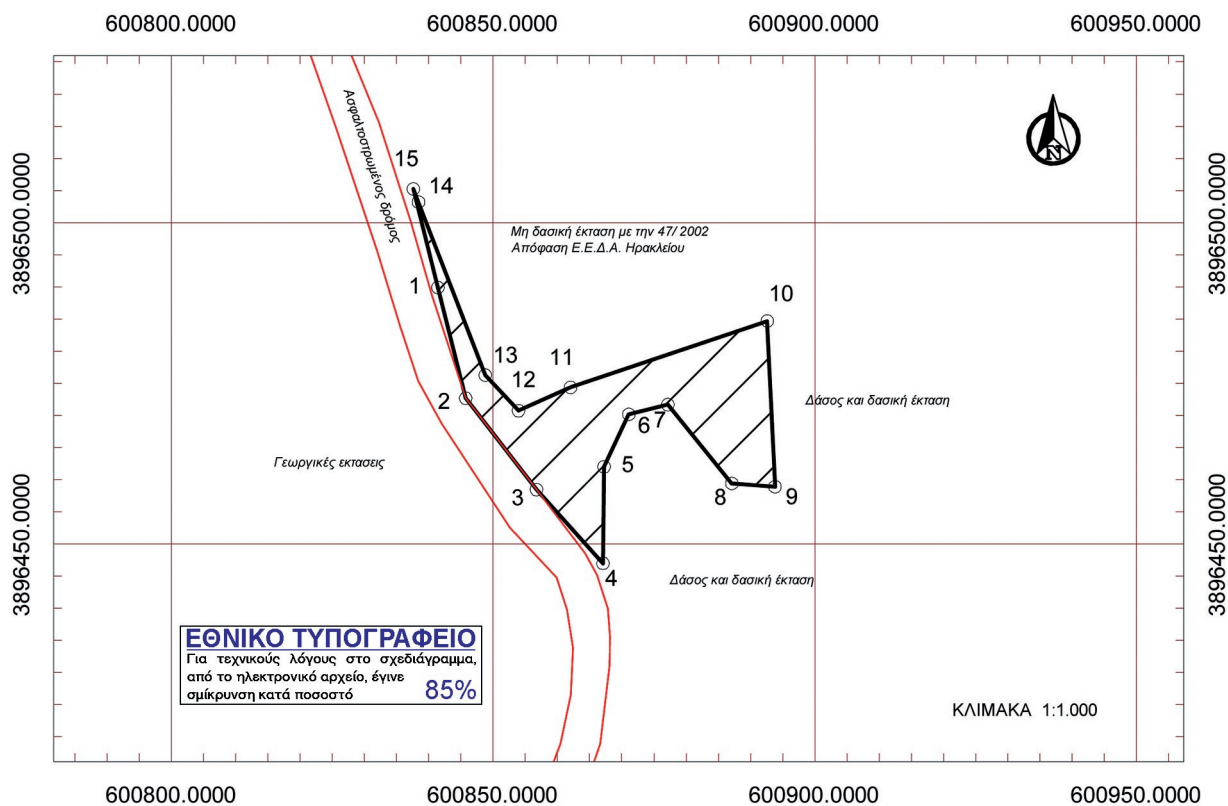 600800.0000
600850.0000
600900.0000
600950.0000
3896500.0000
3896500.0000
Ασφαλτοστρωμένος δρόμος
15
14
Μη δασική έκταση με την 47/ 2002
Απόφαση Ε.Ε.Δ.Α. Ηρακλείου
N
1
10
13
12
11
2
6
7
Δάσος και δασική έκταση
Γεωργικές εκτασεις
5
3
8
9
3896450.0000
3896450.0000
4
Δάσος και δασική έκταση
ΕΘΝΙΚΟ ΤΥΠΟΓΡΑΦΕΙΟ
Για τεχνικούς λόγους στο σχεδιάγραμμα,
από το ηλεκτρονικό αρχείο, έγινε
σμίκρυνση κατά ποσοστό 85%
ΚΛΙΜΑΚΑ 1:1.000
600800.0000
600850.0000
600900.0000
600950.0000